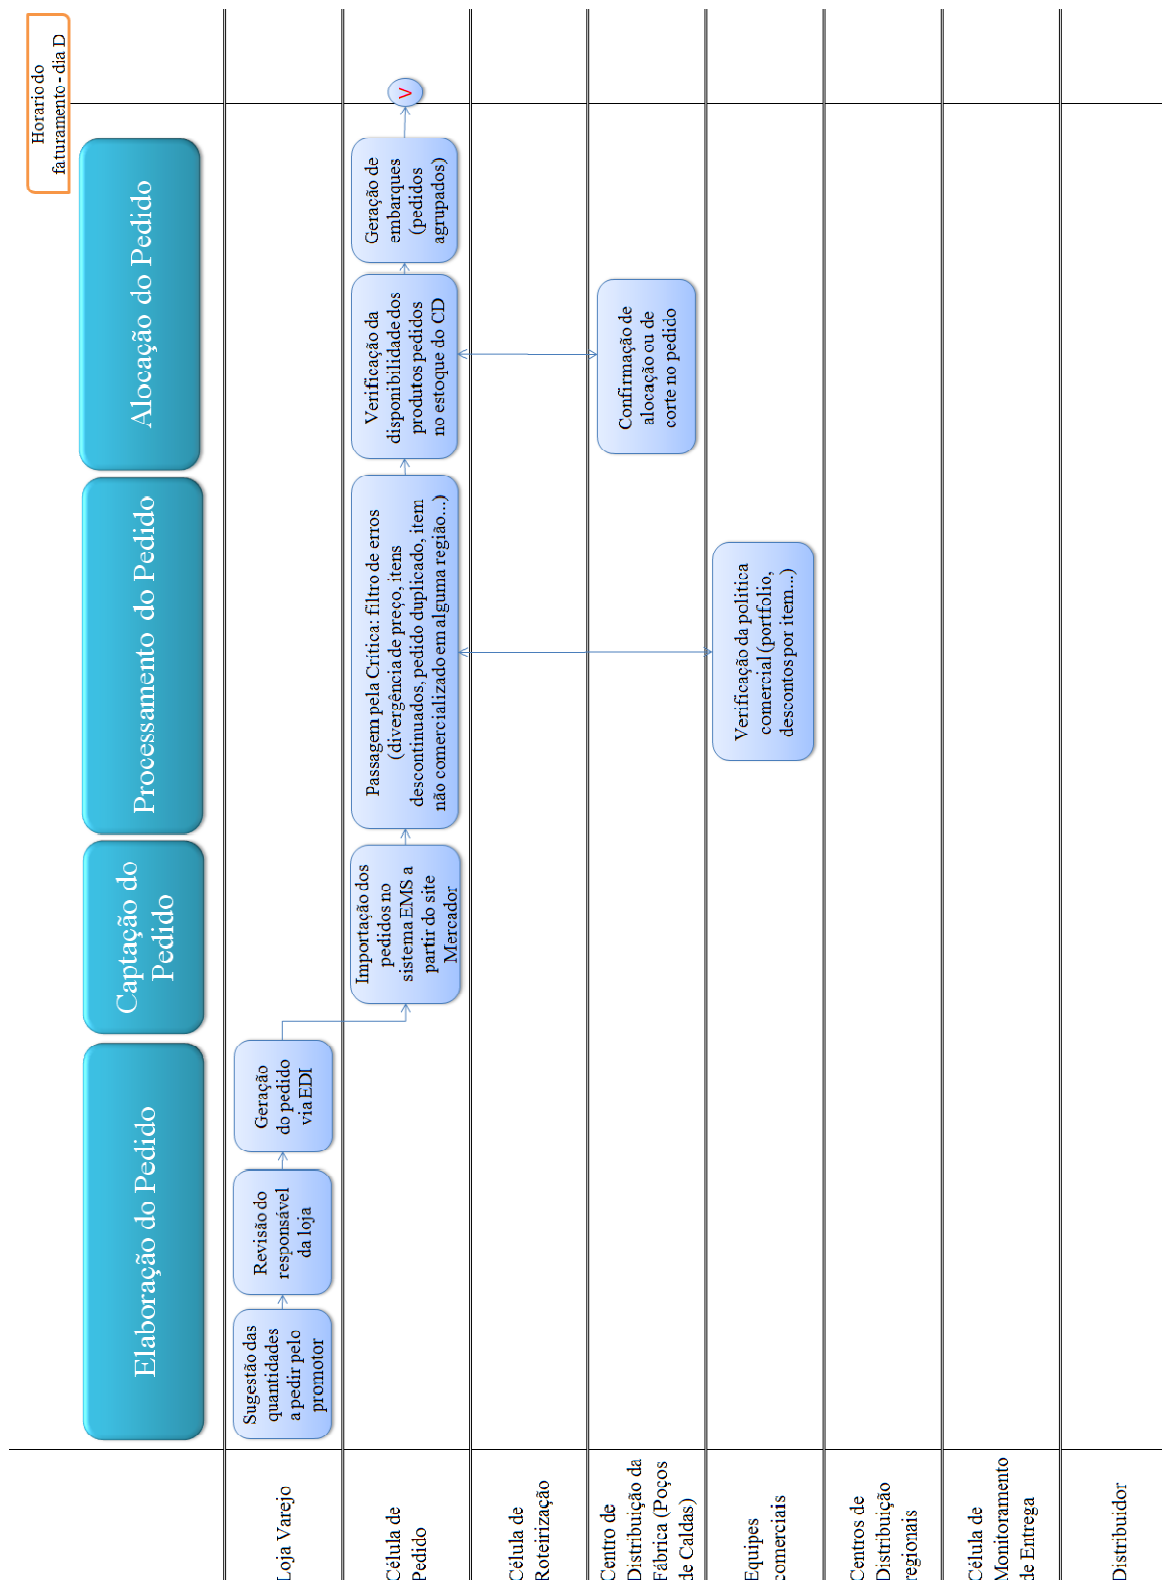 Horario do
faturamento - dia D
Elaboração do Pedido
Captação do
Pedido
Processamento do Pedido
Alocação do Pedido
Loja Varejo
Sugestão das
quantidades
a pedir pelo
promotor
Revisão do
responsável
da loja
Geração
do pedido
via EDI
Célula de
Pedido
Importação dos
pedidos no
sistema EMS a
partir do site
Mercador
Passagem pela Crítica: filtro de erros
(divergência de preço, itens
descontinuados, pedido duplicado, item
não comercializado em alguma região...)
Verificação da
disponibilidade dos
produtos pedidos
no estoque do CD
Geração de
embarques
(pedidos
agrupados)
V
Célula de
Roteirização
Centro de
Distribuição da
Fábrica (Poços
de Caldas)
Confirmação de
alocação ou de
corte no pedido
Equipes
comerciais
Verificação da politica
comercial (portfolio,
descontos por item...)
Centros de
Distribuição
regionais
Célula de
Monitoramento
de Entrega
Distribuidor